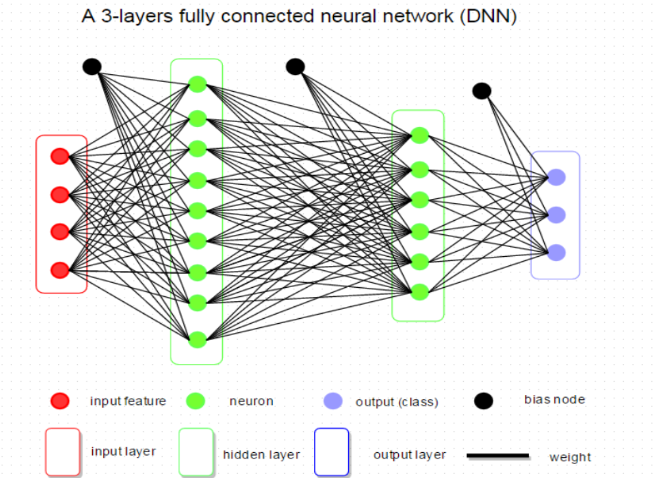 A 3-layers fully connected neural network (DNN)
input feature
neuron
output (class)
bias node
input layer
hidden layer
output layer
weight